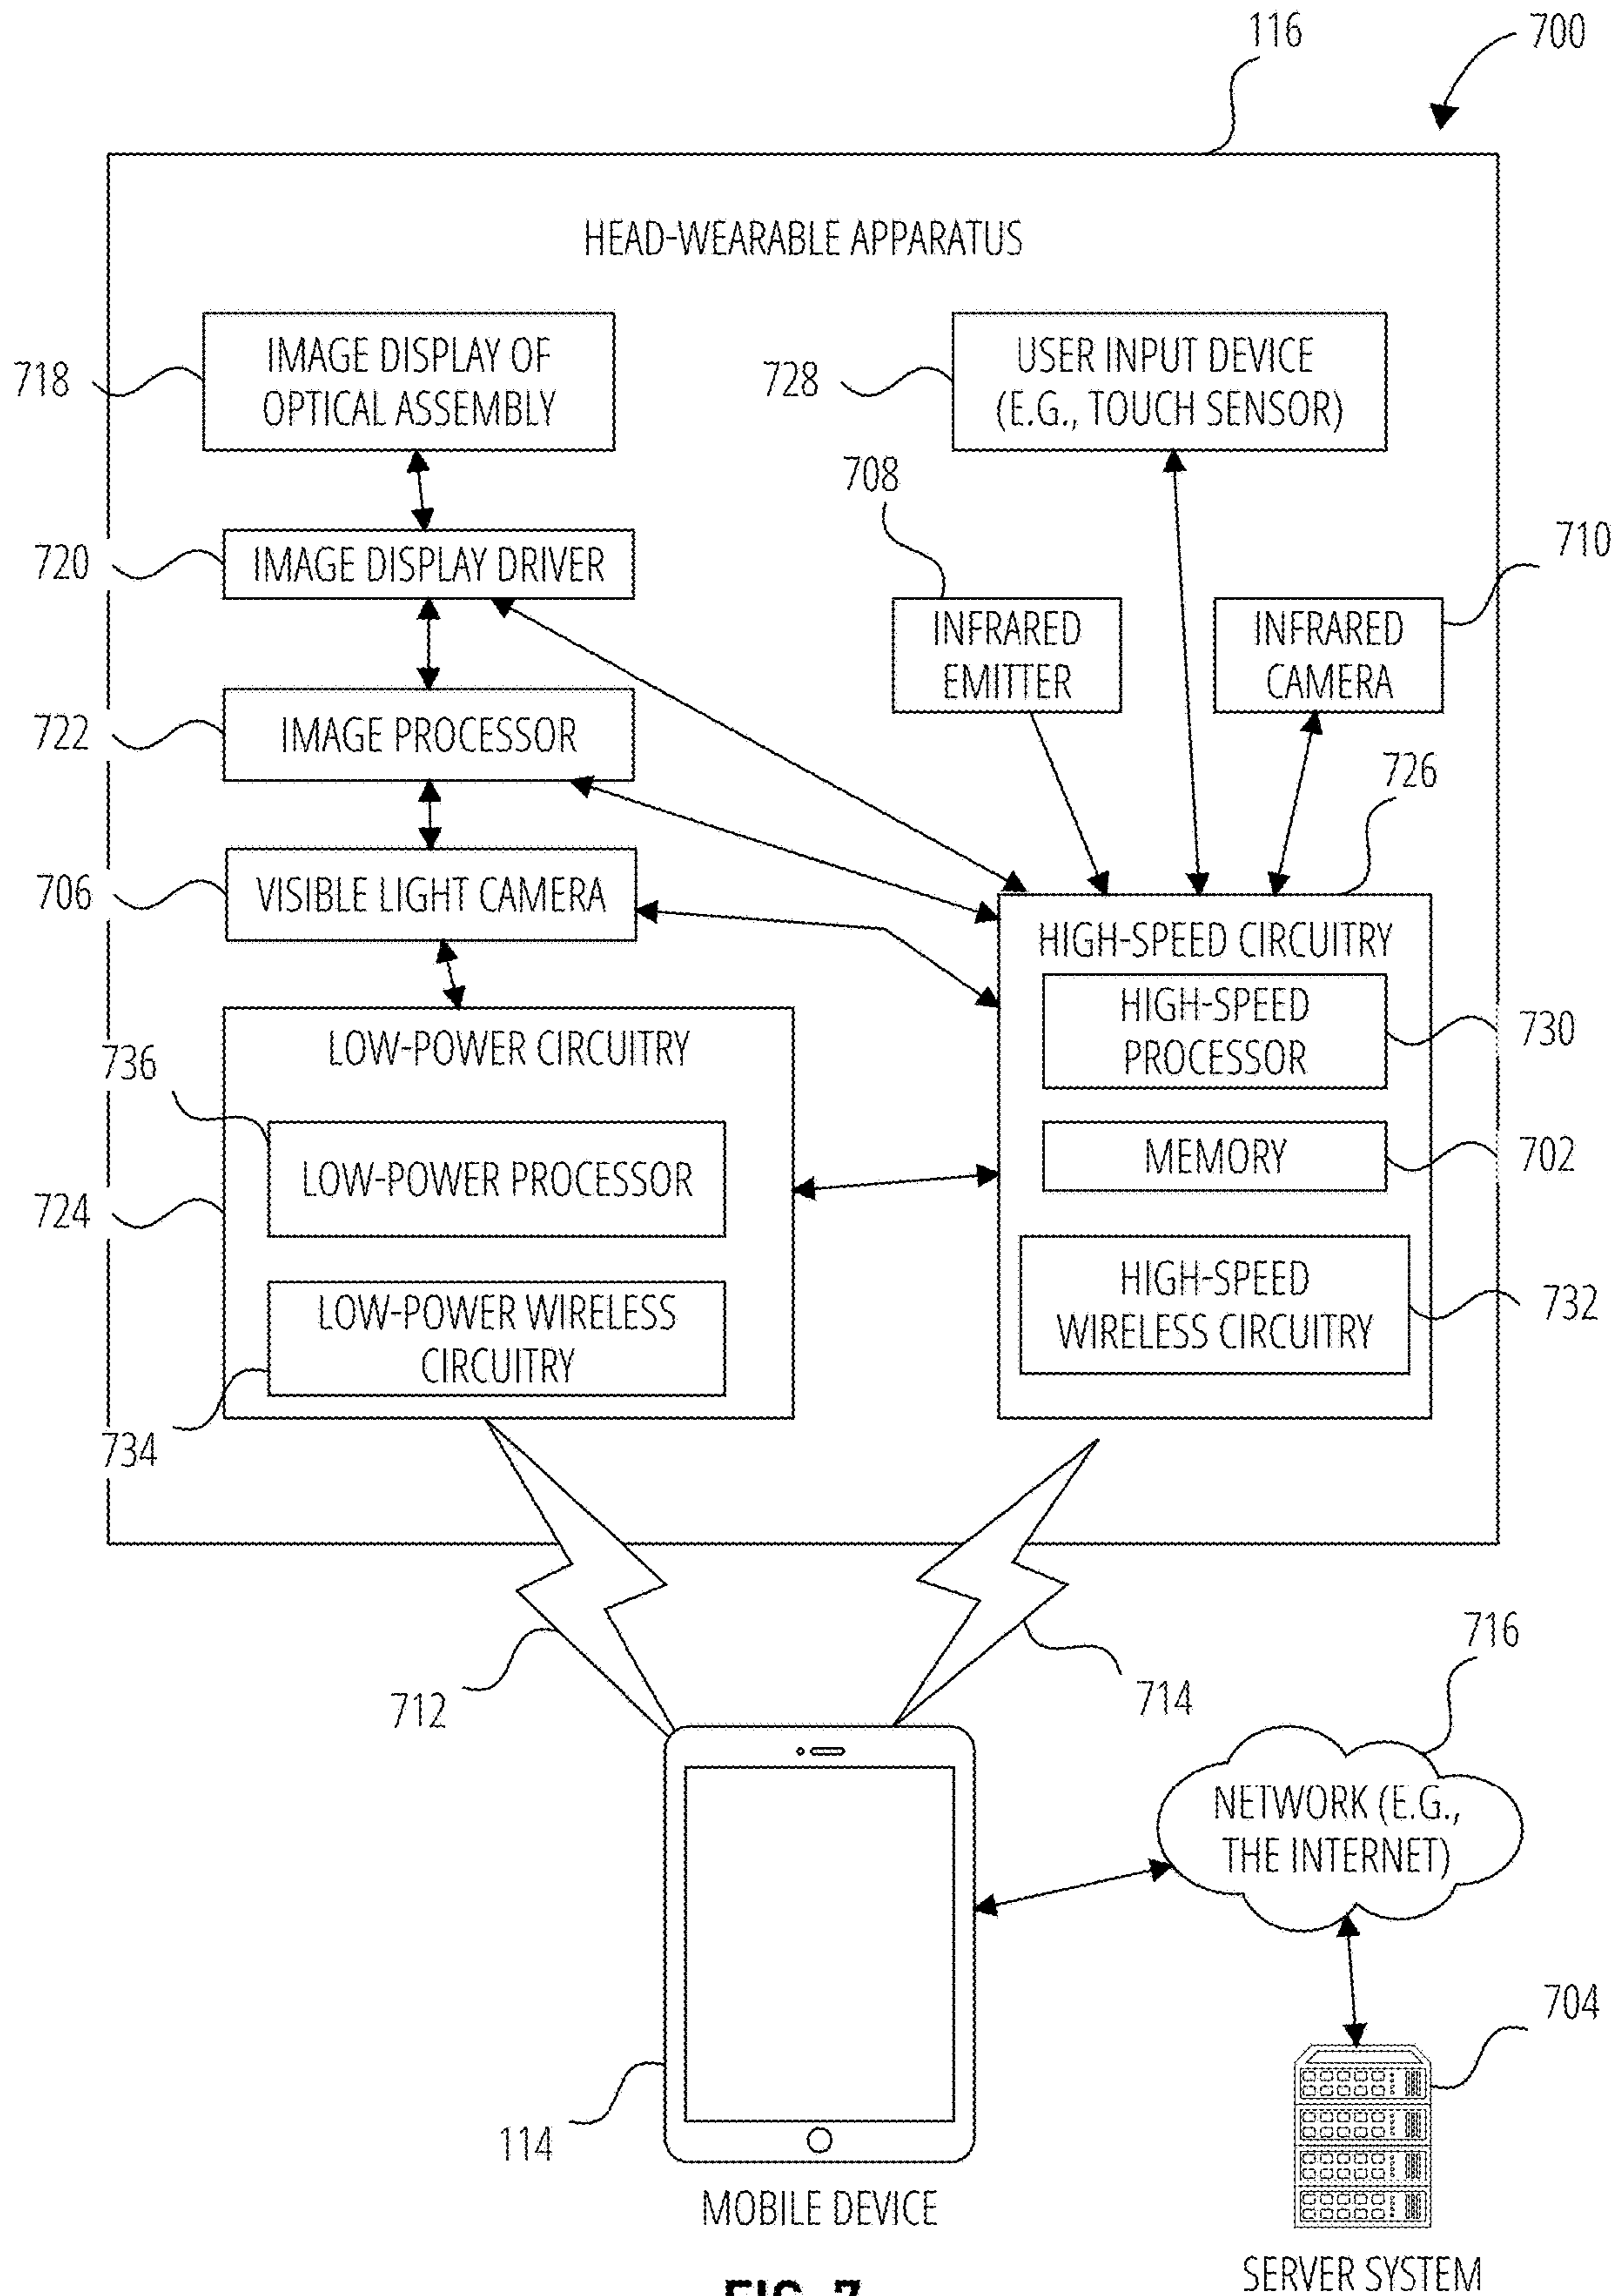 116
700
HEAD-WEARABLE APPARATUS
718
IMAGE DISPLAY OF
OPTICAL ASSEMBLY
728
USER INPUT DEVICE
(E.G., TOUCH SENSOR)
708
720
IMAGE DISPLAY DRIVER
710
INFRARED
EMITTER
INFRARED
CAMERA
722
IMAGE PROCESSOR
726
706
VISIBLE LIGHT CAMERA
HIGH-SPEED CIRCUITRY
HIGH-SPEED
PROCESSOR
730
LOW-POWER CIRCUITRY
736
LOW-POWER PROCESSOR
MEMORY
702
724
HIGH-SPEED
WIRELESS CIRCUITRY
732
LOW-POWER WIRELESS
CIRCUITRY
734
712
714
716
NETWORK (E.G.,
THE INTERNET)
704
114
MOBILE DEVICE
SERVER SYSTEM
FIG. 7